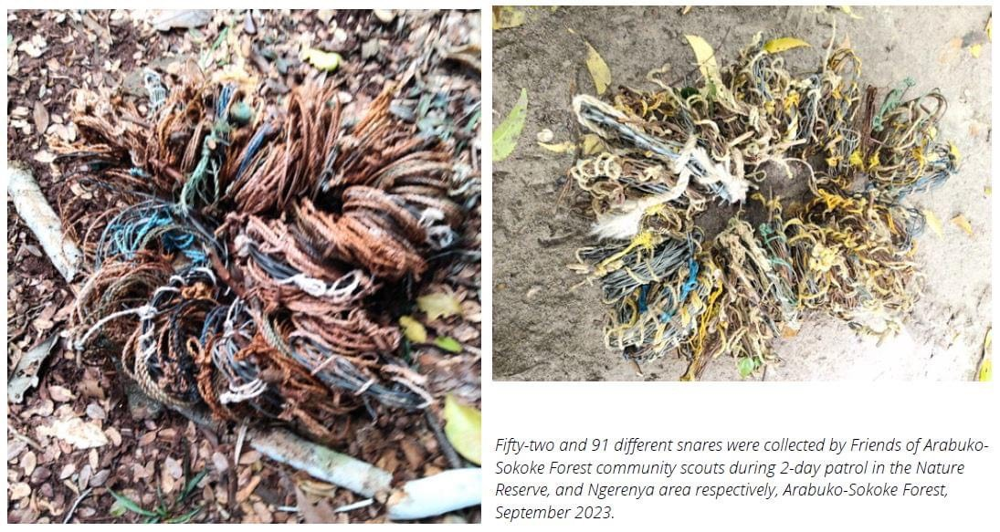 Fifty-two and 91 different snares were collected by Friends of Arabuko-
Sokoke Forest community scouts during 2-day patrol in the Nature
Reserve, and Ngerenya area respectively, Arabuko-Sokoke Forest,
September 2023.